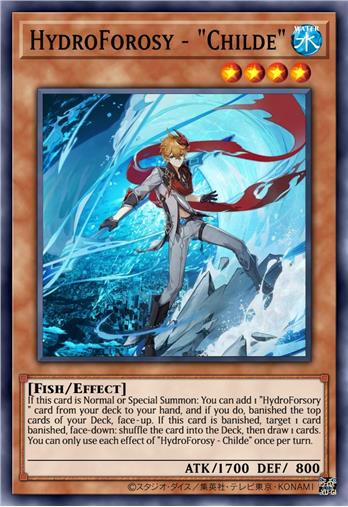 HydroForosy - "Childe"
WATER
水
[Fish/Effect]
If this card is Normal or Special Summon: You can add 1 "HydroForsory
" card from your deck to your hand, and if you do, banished the top
cards of your Deck, face-up. If this card is banished, target 1 card
banished, face-down: shuffle the card into the Deck, then draw 1 cards.
You can only use each effect of "HydroForosy - Childe" once per turn.
ATK/1700 DEF/ 800
©スタジオ・ダイス/集英社・テレビ東京・KONAMI